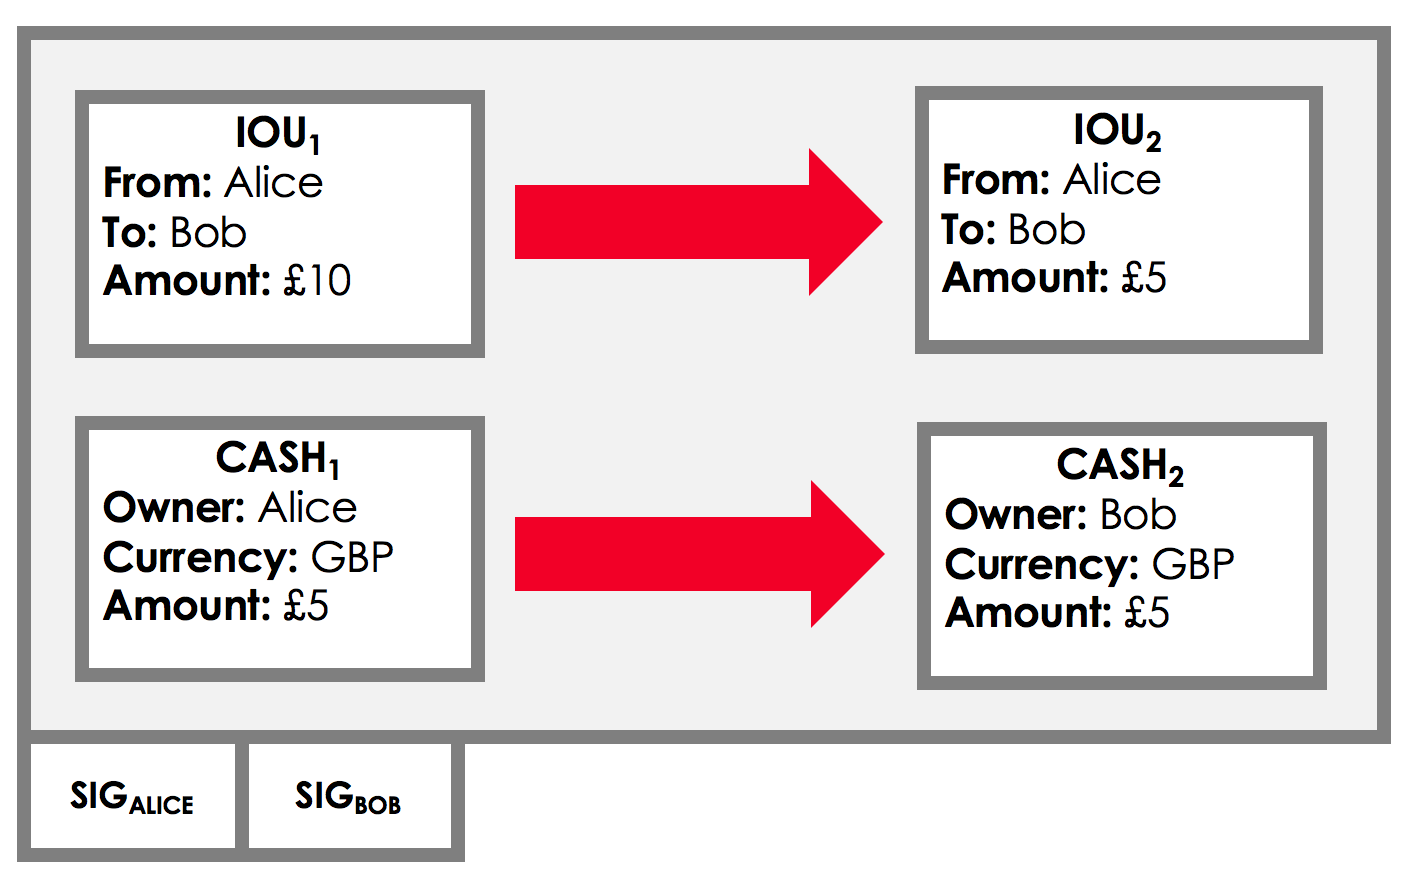 IOU1
From: Alice
To: Bob
Amount: £10
IOU2
From: Alice
To: Bob
Amount: £5
CASH1
Owner: Alice
Currency: GBP
Amount: £5
CASH2
Owner: Bob
Currency: GBP
Amount: £5
SIGALICE
SIGBOB